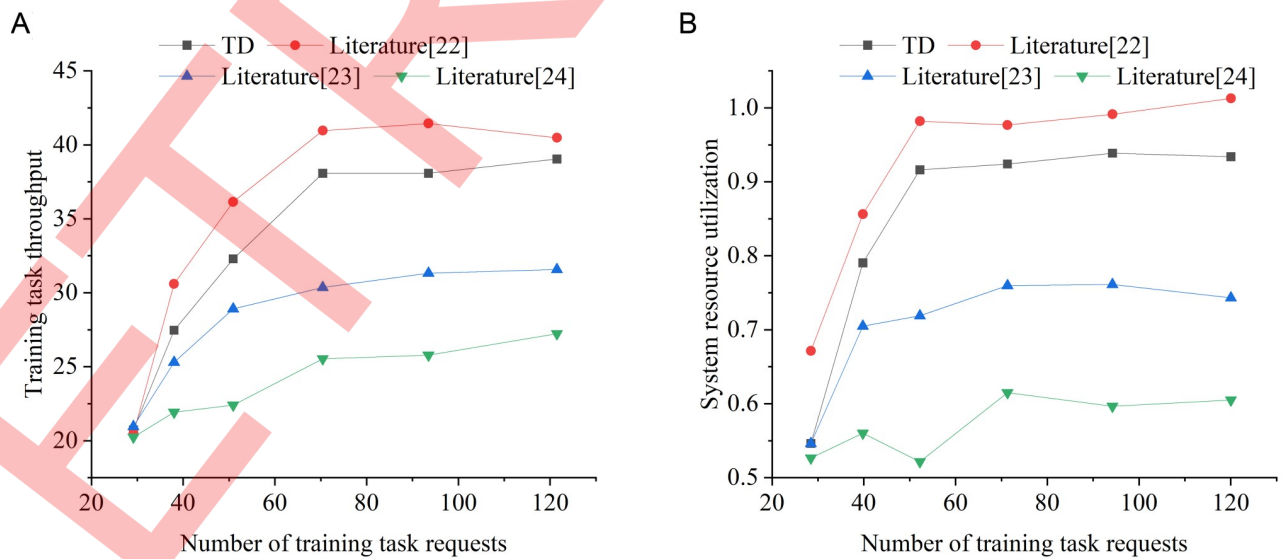 A
TD Literature[22]
Literature[23] Literature[24]
45
40
35
30
25
20
Training task throughput
20 40 60 80 100 120
Number of training task requests
B
TD Literature[22]
Literature[23] Literature[24]
1.0
0.9
0.8
0.7
0.6
0.5
System resource utilization
20 40 60 80 100 120
Number of training task requests